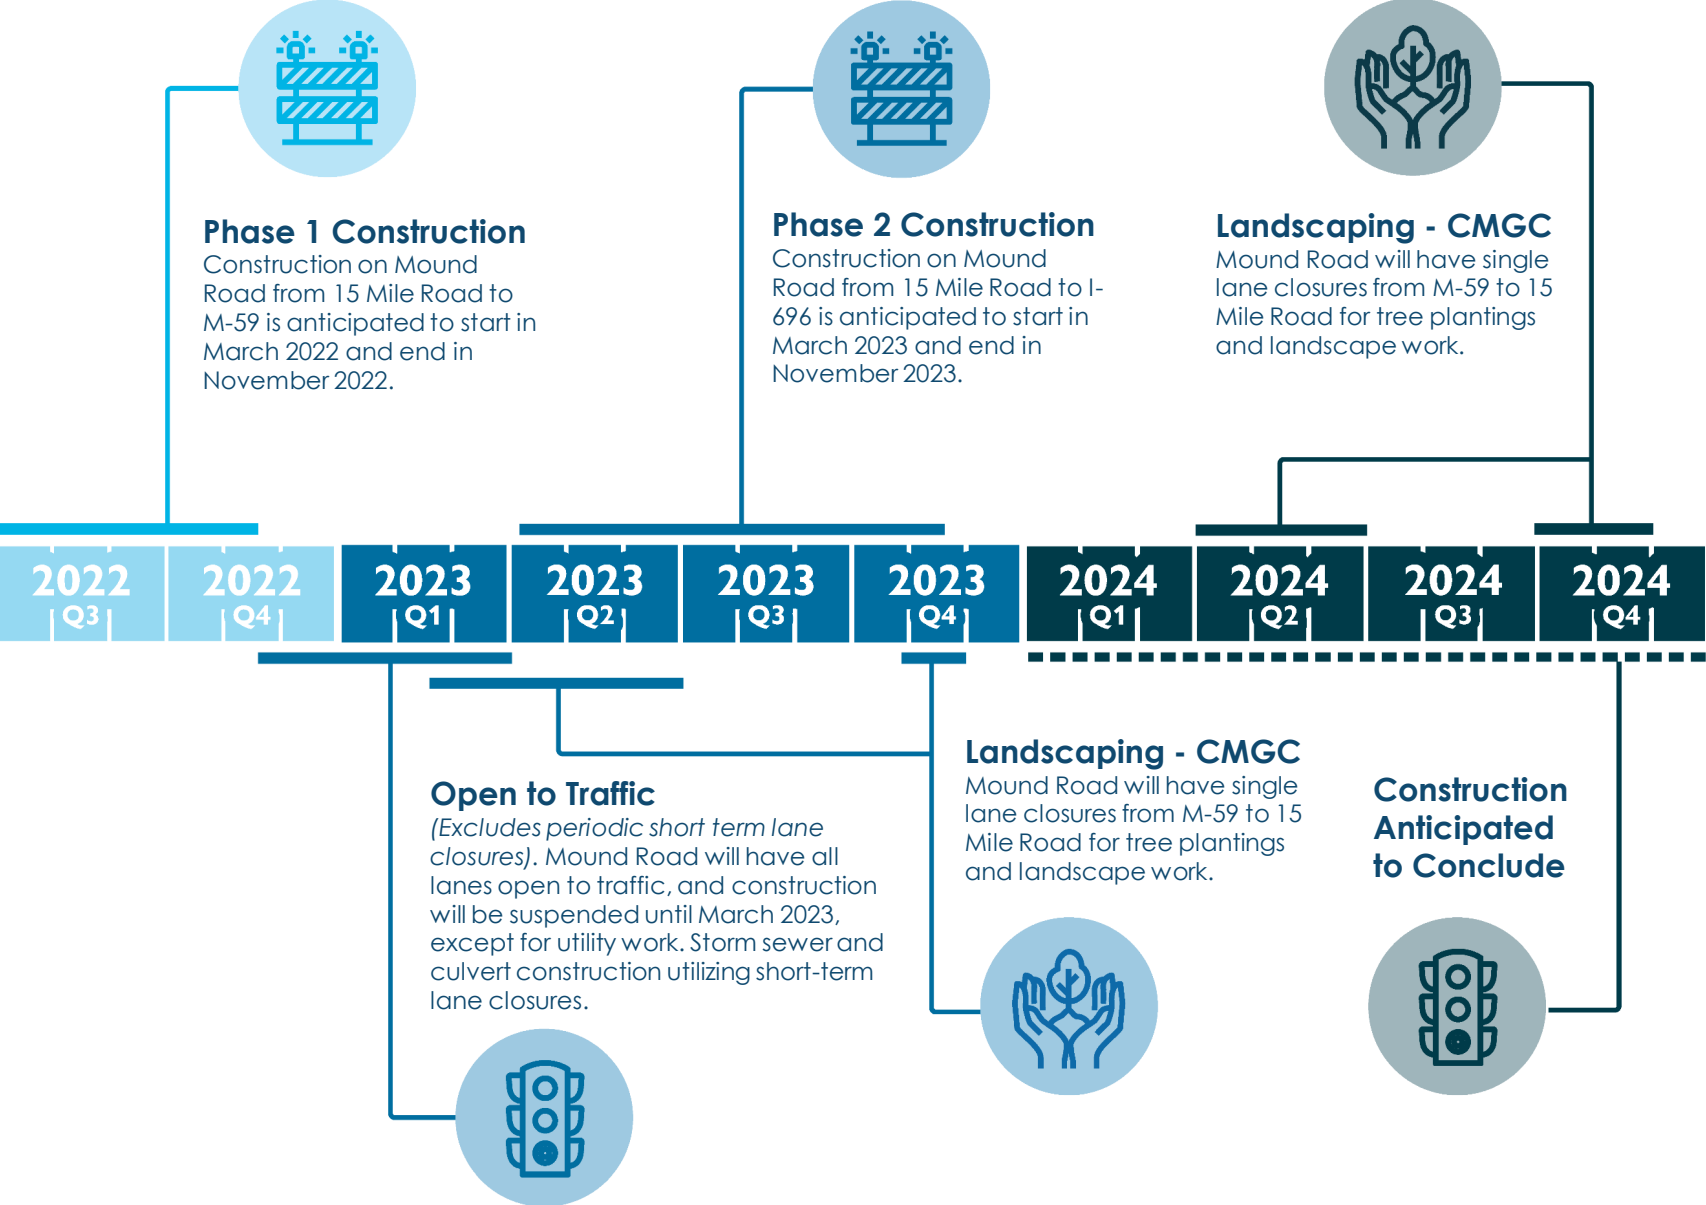 Phase 1 Construction
Construction on Mound
Road from 15 Mile Road to
M-59 is anticipated to start in
March 2022 and end in
November 2022.
Phase 2 Construction
Construction on Mound
Road from 15 Mile Road to I-
696 is anticipated to start in
March 2023 and end in
November 2023.
Landscaping - CMGC
Mound Road will have single
lane closures from M-59 to 15
Mile Road for tree plantings
and landscape work.
2022
Q3
2022
Q4
2023
Q1
2023
Q2
2023
Q3
2023
Q4
2024
Q1
2024
Q2
2024
Q3
2024
Q4
Open to Traffic
(Excludes periodic short term lane
closures). Mound Road will have all
lanes open to traffic, and construction
will be suspended until March 2023,
except for utility work. Storm sewer and
culvert construction utilizing short-term
lane closures.
Landscaping - CMGC
Mound Road will have single
lane closures from M-59 to 15
Mile Road for tree plantings
and landscape work.
Construction
Anticipated
to Conclude